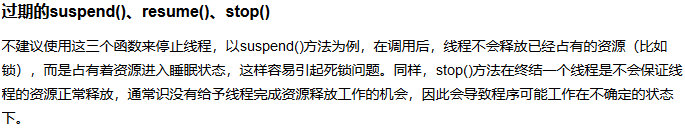 过期的suspend()、resume()、stop()
不建议使用这三个函数来停止线程，以suspend()方法为例，在调用后，线程不会释放已经占有的资源（比如
锁），而是占有着资源进入睡眠状态，这样容易引起死锁问题。同样，stop()方法在终结一个线程是不会保证线
程的资源正常释放，通常识没有给予线程完成资源释放工作的机会，因此会导致程序可能工作在不确定的状态
下。